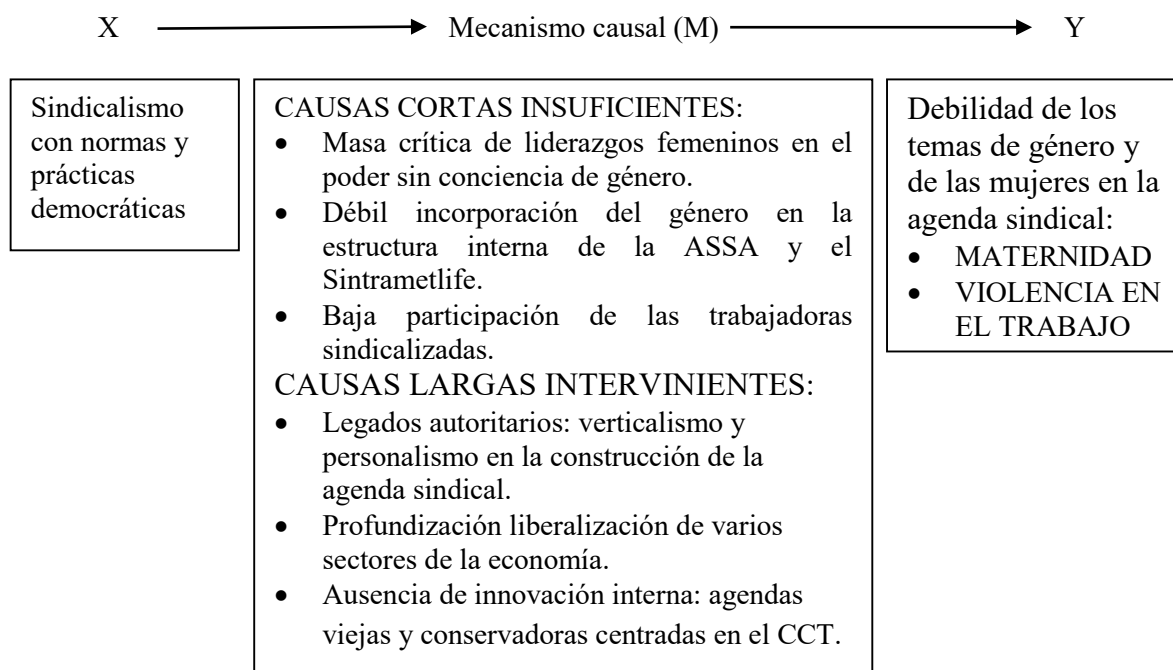 X Mecanismo causal (M) Y
Sindicalismo
con normas y
prácticas
democráticas
CAUSAS CORTAS INSUFICIENTES:
• Masa crítica de liderazgos femeninos en el
poder sin conciencia de género.
• Débil incorporación del género en la
estructura interna de la ASSA y el
Sintrametlife.
• Baja participación de las trabajadoras
sindicalizadas.
CAUSAS LARGAS INTERVINIENTES:
• Legados autoritarios: verticalismo y
personalismo en la construcción de la
agenda sindical.
• Profundización liberalización de varios
sectores de la economía.
• Ausencia de innovación interna: agendas
viejas y conservadoras centradas en el CCT.
Debilidad de los
temas de género y
de las mujeres en la
agenda sindical:
• MATERNIDAD
• VIOLENCIA EN
EL TRABAJO